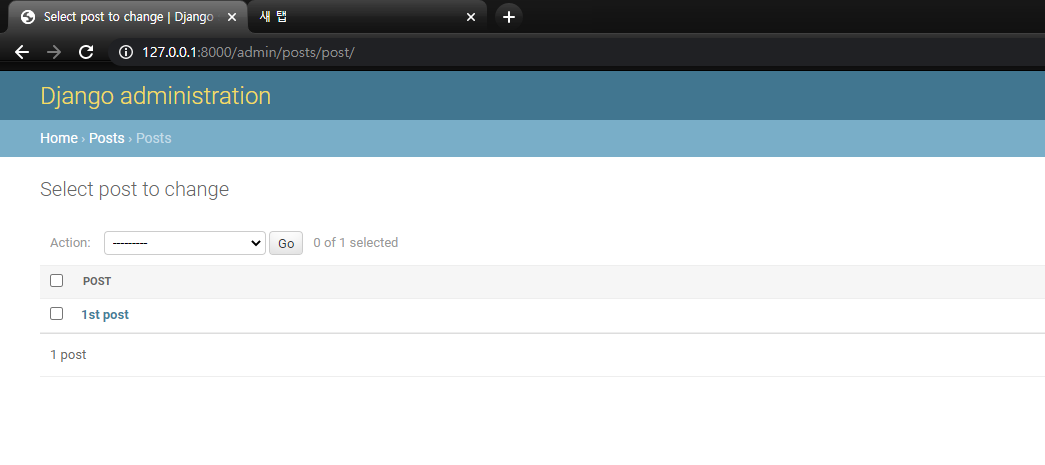 Select post to change | Django
새 탭
127.0.0.1:8000/admin/posts/post/
Django administration
Home › Posts › Posts
Select post to change
Action: --------- Go 0 of 1 selected
POST
1st post
1 post